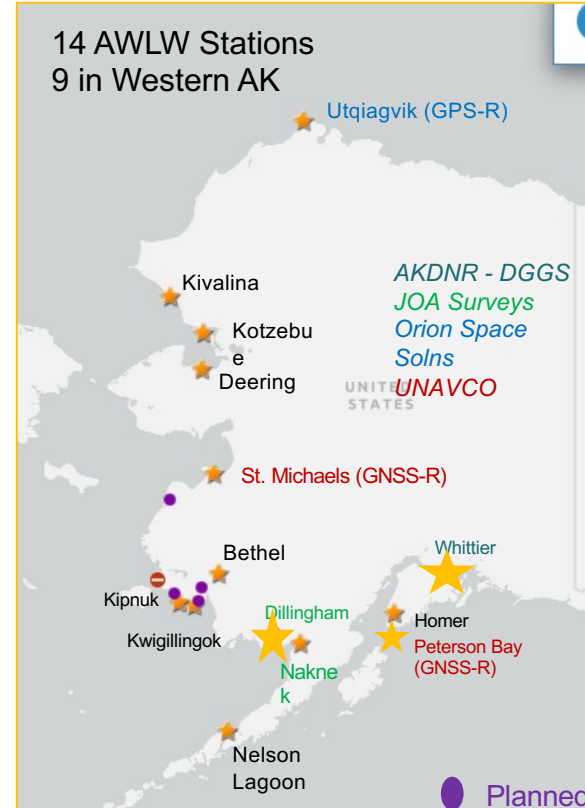 14 AWLW Stations
9 in Western AK
Utqiagvik (GPS-R)
Kivalina
Kotzebu
e
Deering
AKDNR - DGGS
JOA Surveys
Orion Space
Solns
UNAVCO
UNITED
STATES
St. Michaels (GNSS-R)
Bethel
Kipnuk
Kwigillingok
Dillingham
Nakne
k
Whittier
Homer
Peterson Bay
(GNSS-R)
Nelson
Lagoon
Planned